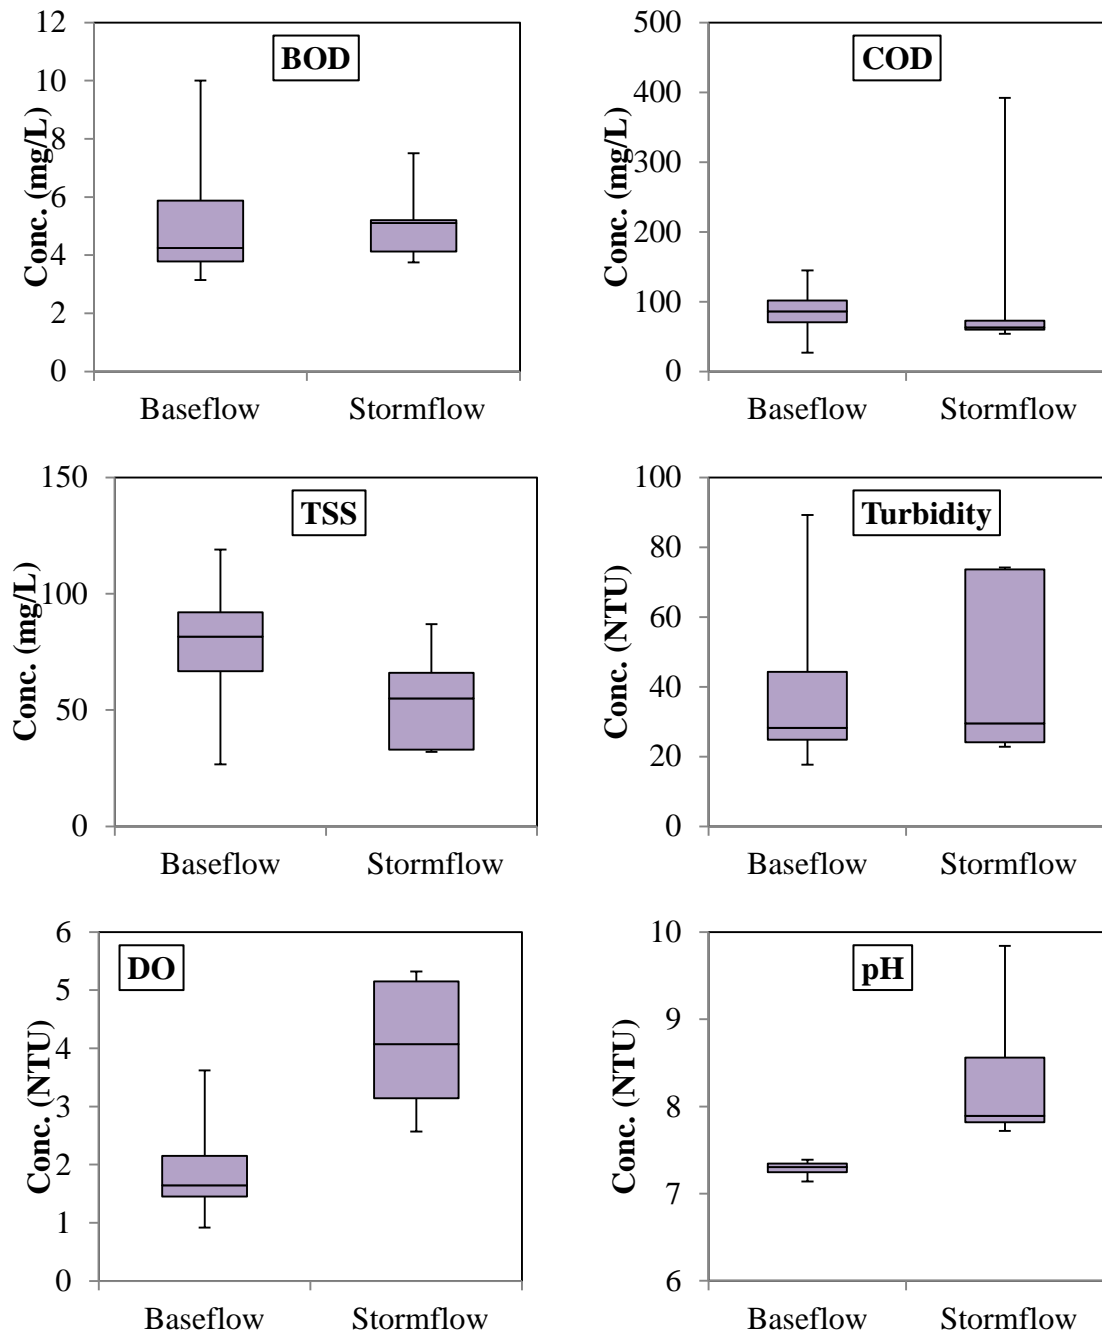 BOD
Conc. (mg/L)
12
10
8
6
4
2
0
Baseflow Stormflow
COD
Conc. (mg/L)
500
400
300
200
100
0
Baseflow Stormflow
TSS
Conc. (mg/L)
150
100
50
0
Baseflow Stormflow
Turbidity
Conc. (NTU)
100
80
60
40
20
0
Baseflow Stormflow
DO
Conc. (NTU)
6
5
4
3
2
1
0
Baseflow Stormflow
pH
Conc. (NTU)
10
9
8
7
6
Baseflow Stormflow